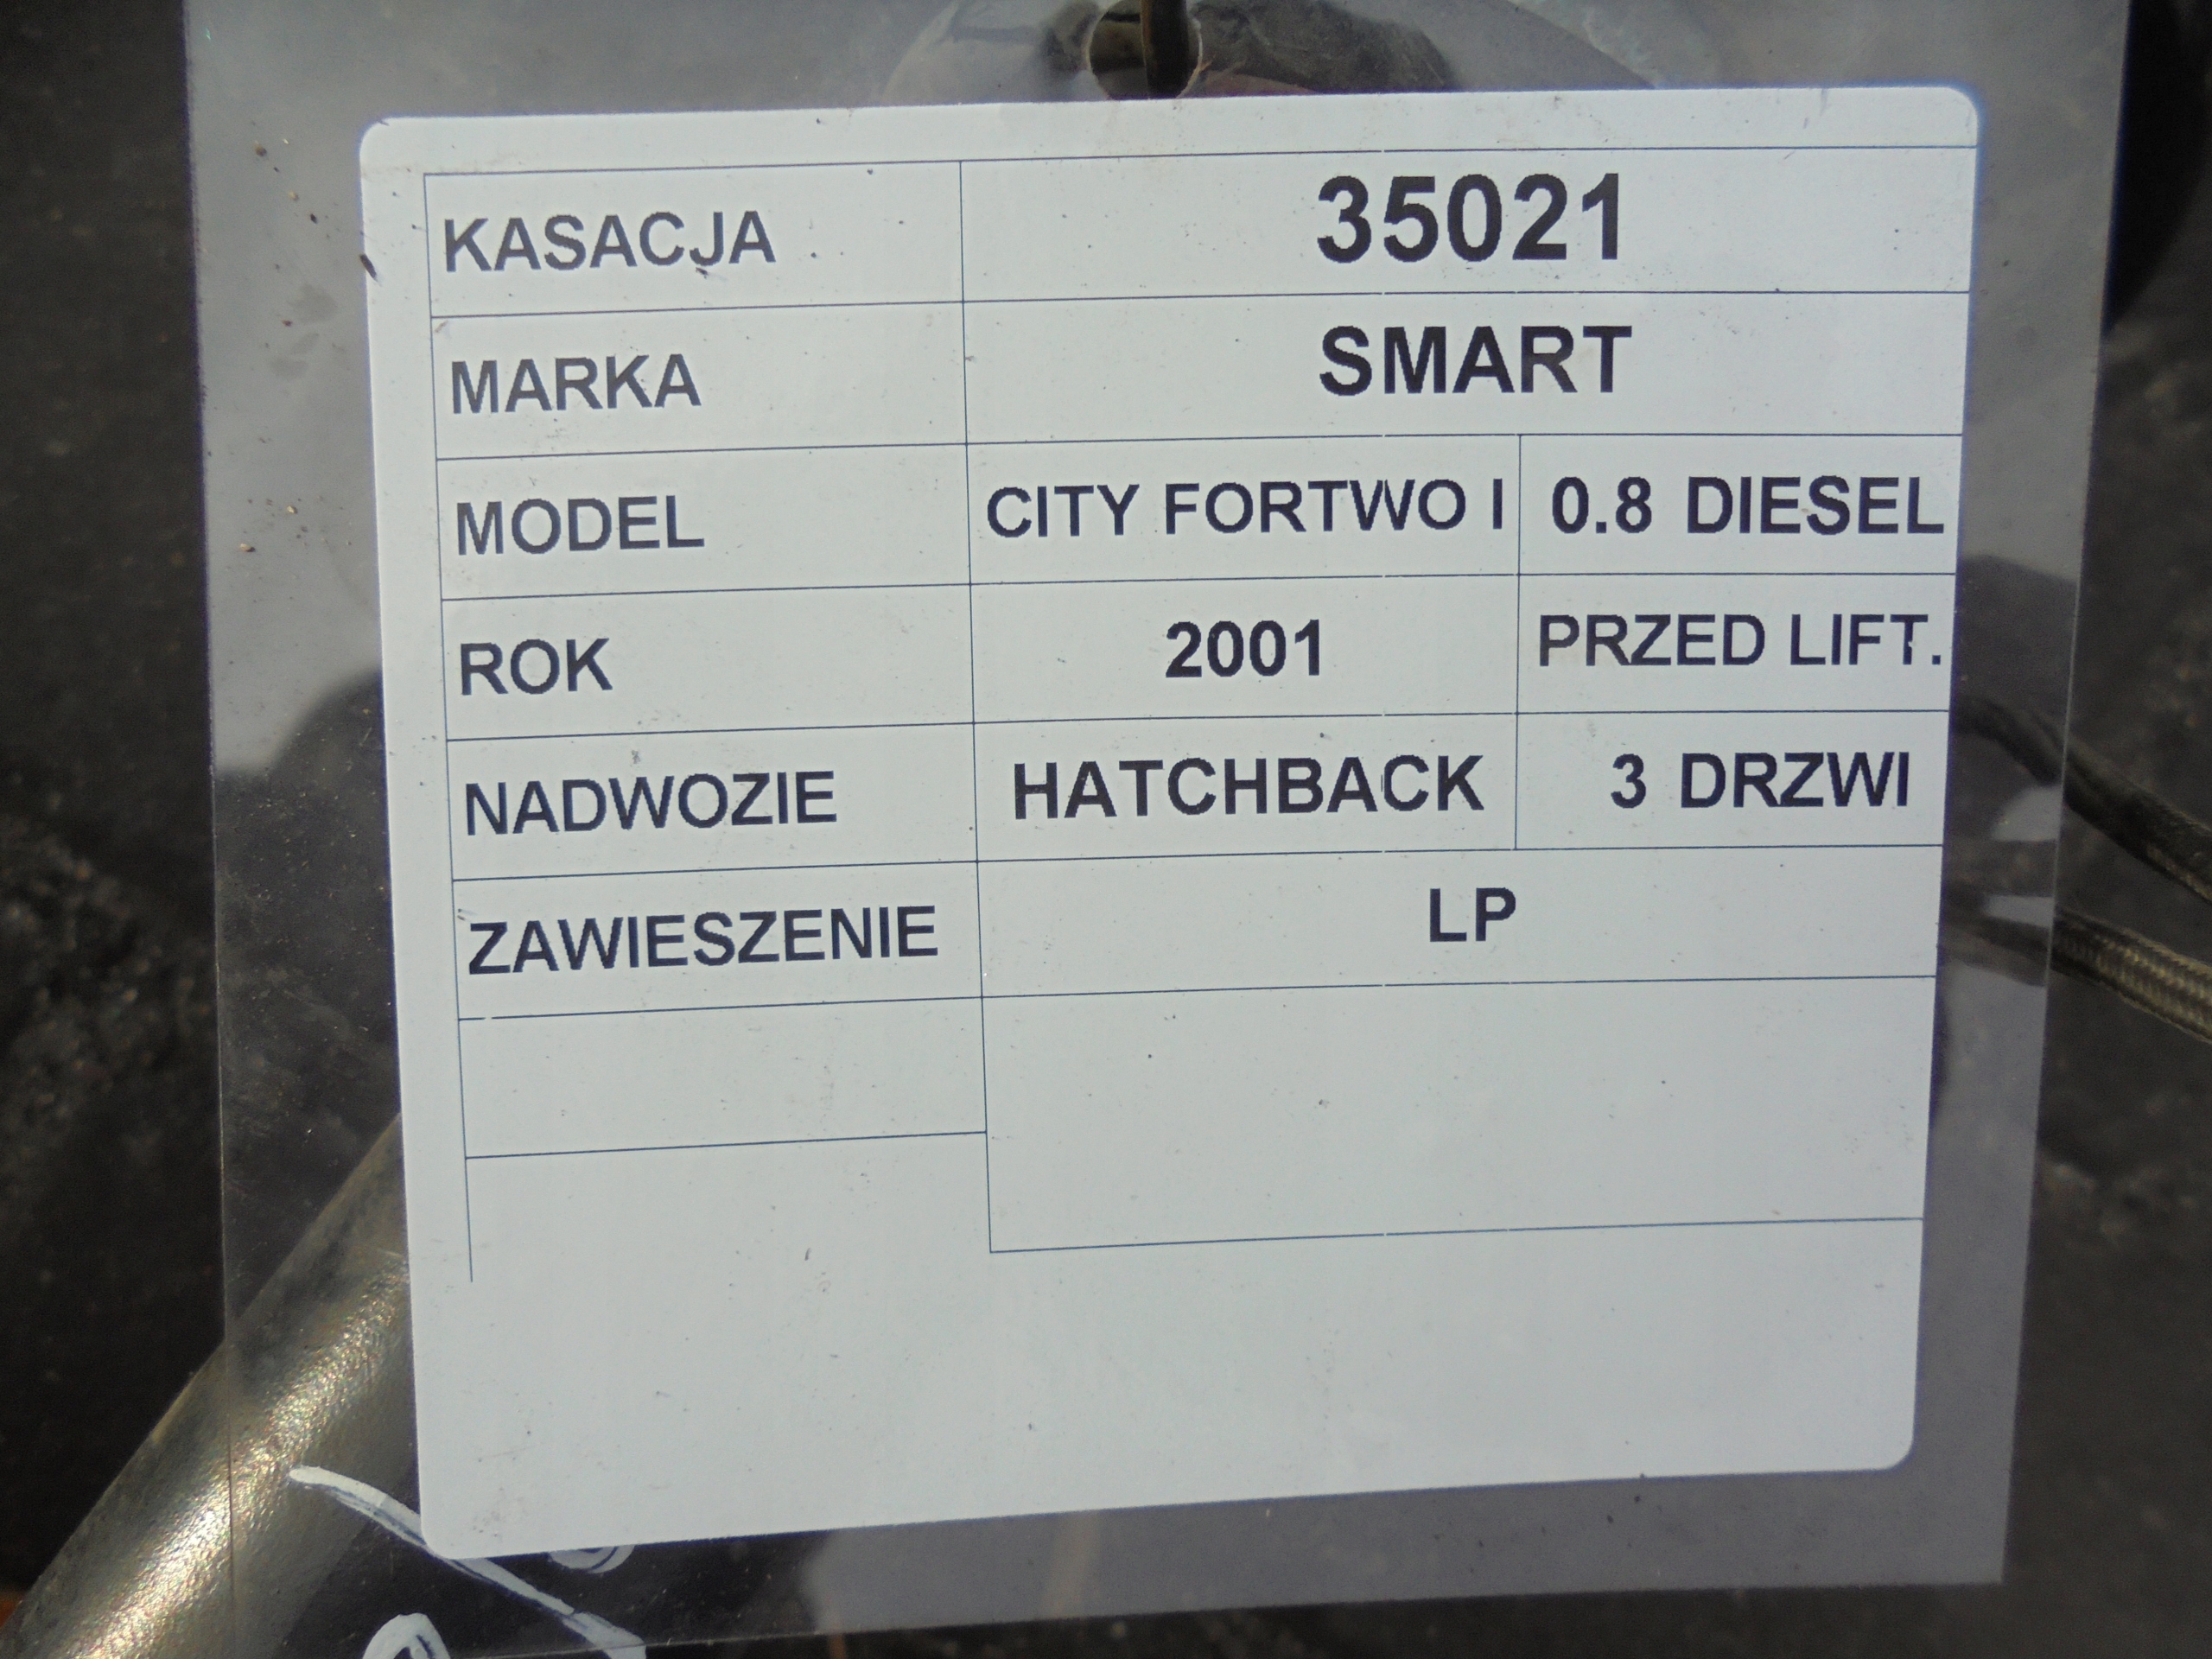 KASACJA 35021
MARKA SMART
MODEL CITY FORTWO I 0.8 DIESEL
ROK 2001 PRZED LIFT.
NADWOZIE HATCHBACK 3 DRZWI
ZAWIESZENIE LP